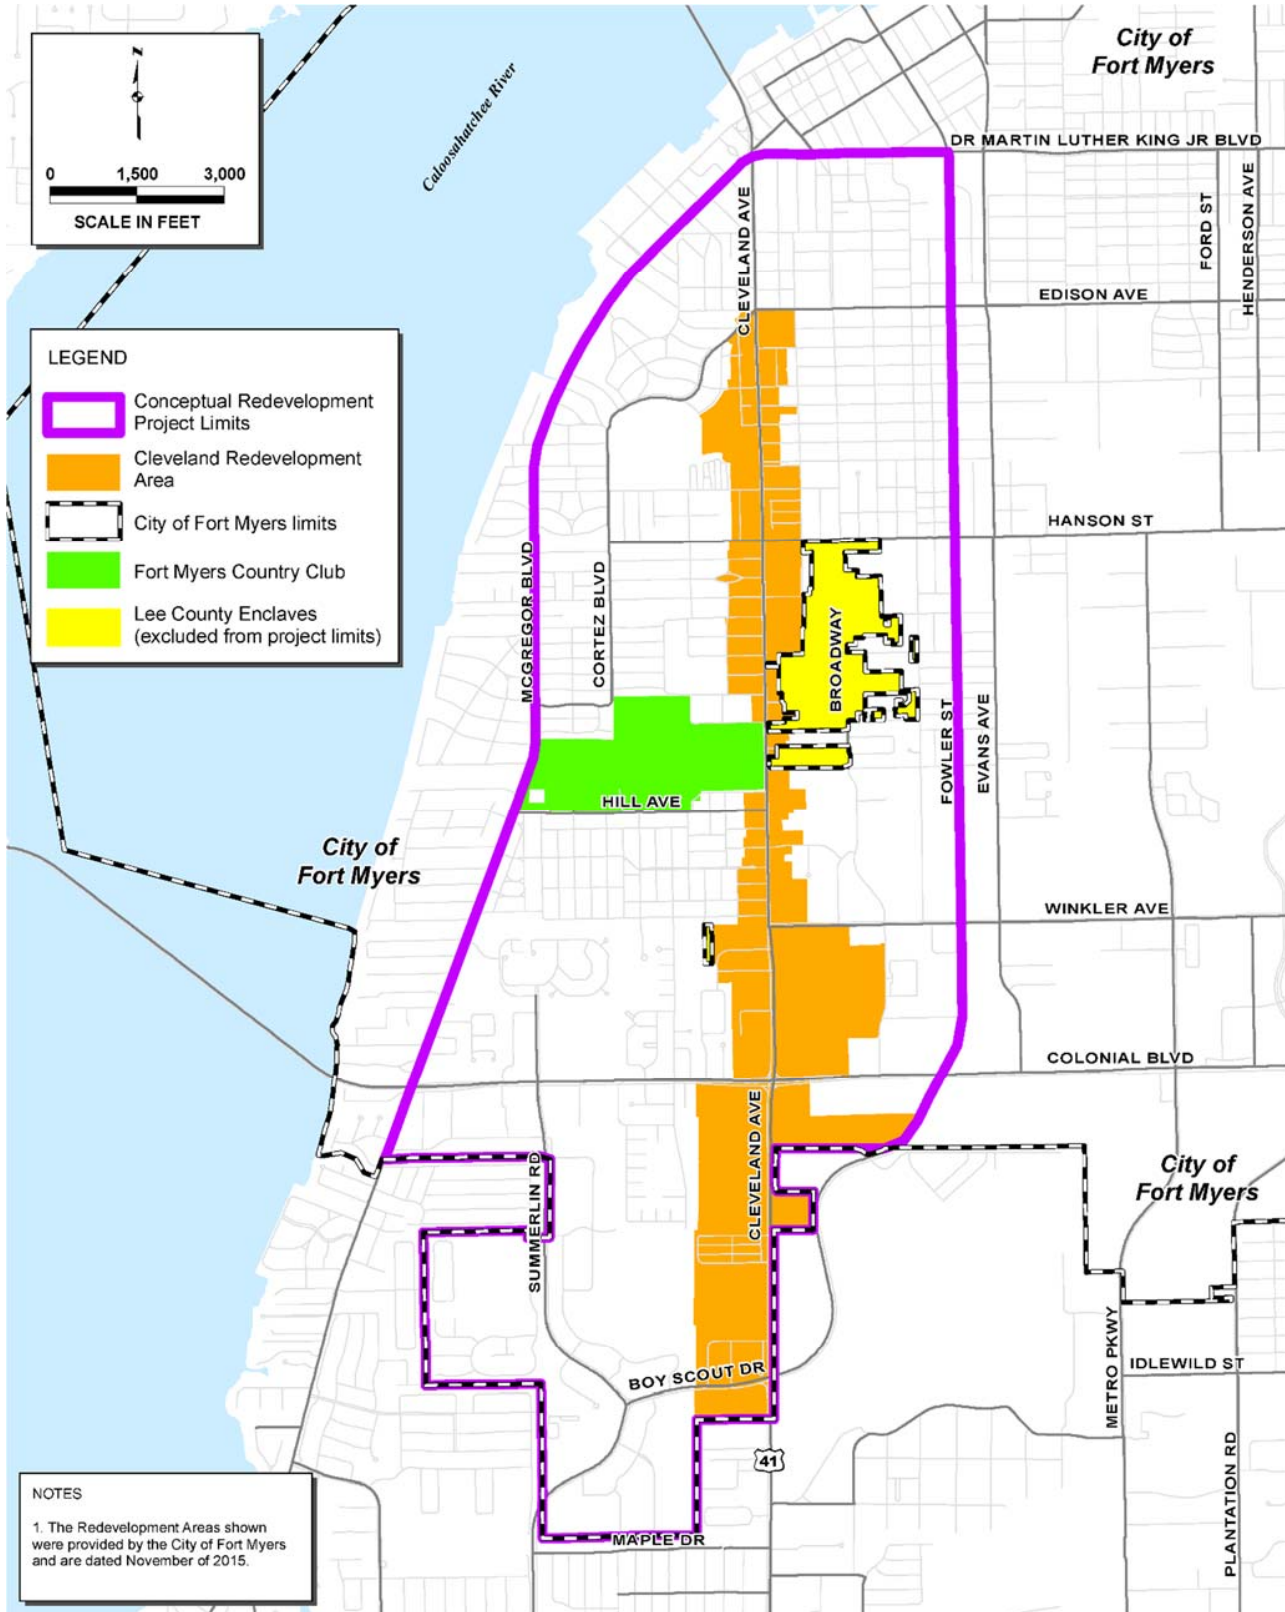 City of
Fort Myers
N
0 1,500 3,000
SCALE IN FEET
Caloosahatchee River
DR MARTIN LUTHER KING JR BLVD
CLEVELAND AVE
FORD ST
HENDERSON AVE
EDISON AVE
LEGEND
Conceptual Redevelopment
Project Limits
Cleveland Redevelopment
Area
City of Fort Myers limits
Fort Myers Country Club
Lee County Enclaves
(excluded from project limits)
HANSON ST
MCGREGOR BLVD
CORTEZ BLVD
BROADWAY
FOWLER ST
EVANS AVE
HILL AVE
City of
Fort Myers
WINKLER AVE
COLONIAL BLVD
CLEVELAND AVE
SUMMERLIN RD
City of
Fort Myers
BOY SCOUT DR
METRO PKWY
IDLEWILD ST
41
PLANTATION RD
MAPLE DR
NOTES
1. The Redevelopment Areas shown
were provided by the City of Fort Myers
and are dated November of 2015.